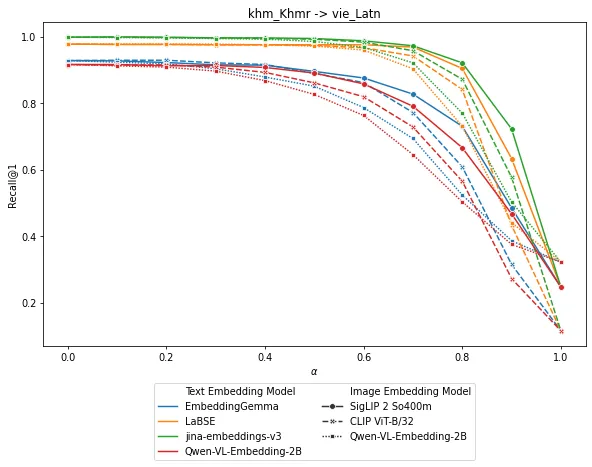 khm_Khmr -> vie_Latn
1.0
0.8
0.6
0.4
0.2
Recall@1
0.0 0.2 0.4 0.6 0.8 1.0
α
Text Embedding Model Image Embedding Model
EmbeddingGemma SigLIP 2 So400m
LaBSE CLIP ViT-B/32
jina-embeddings-v3 Qwen-VL-Embedding-2B
Qwen-VL-Embedding-2B